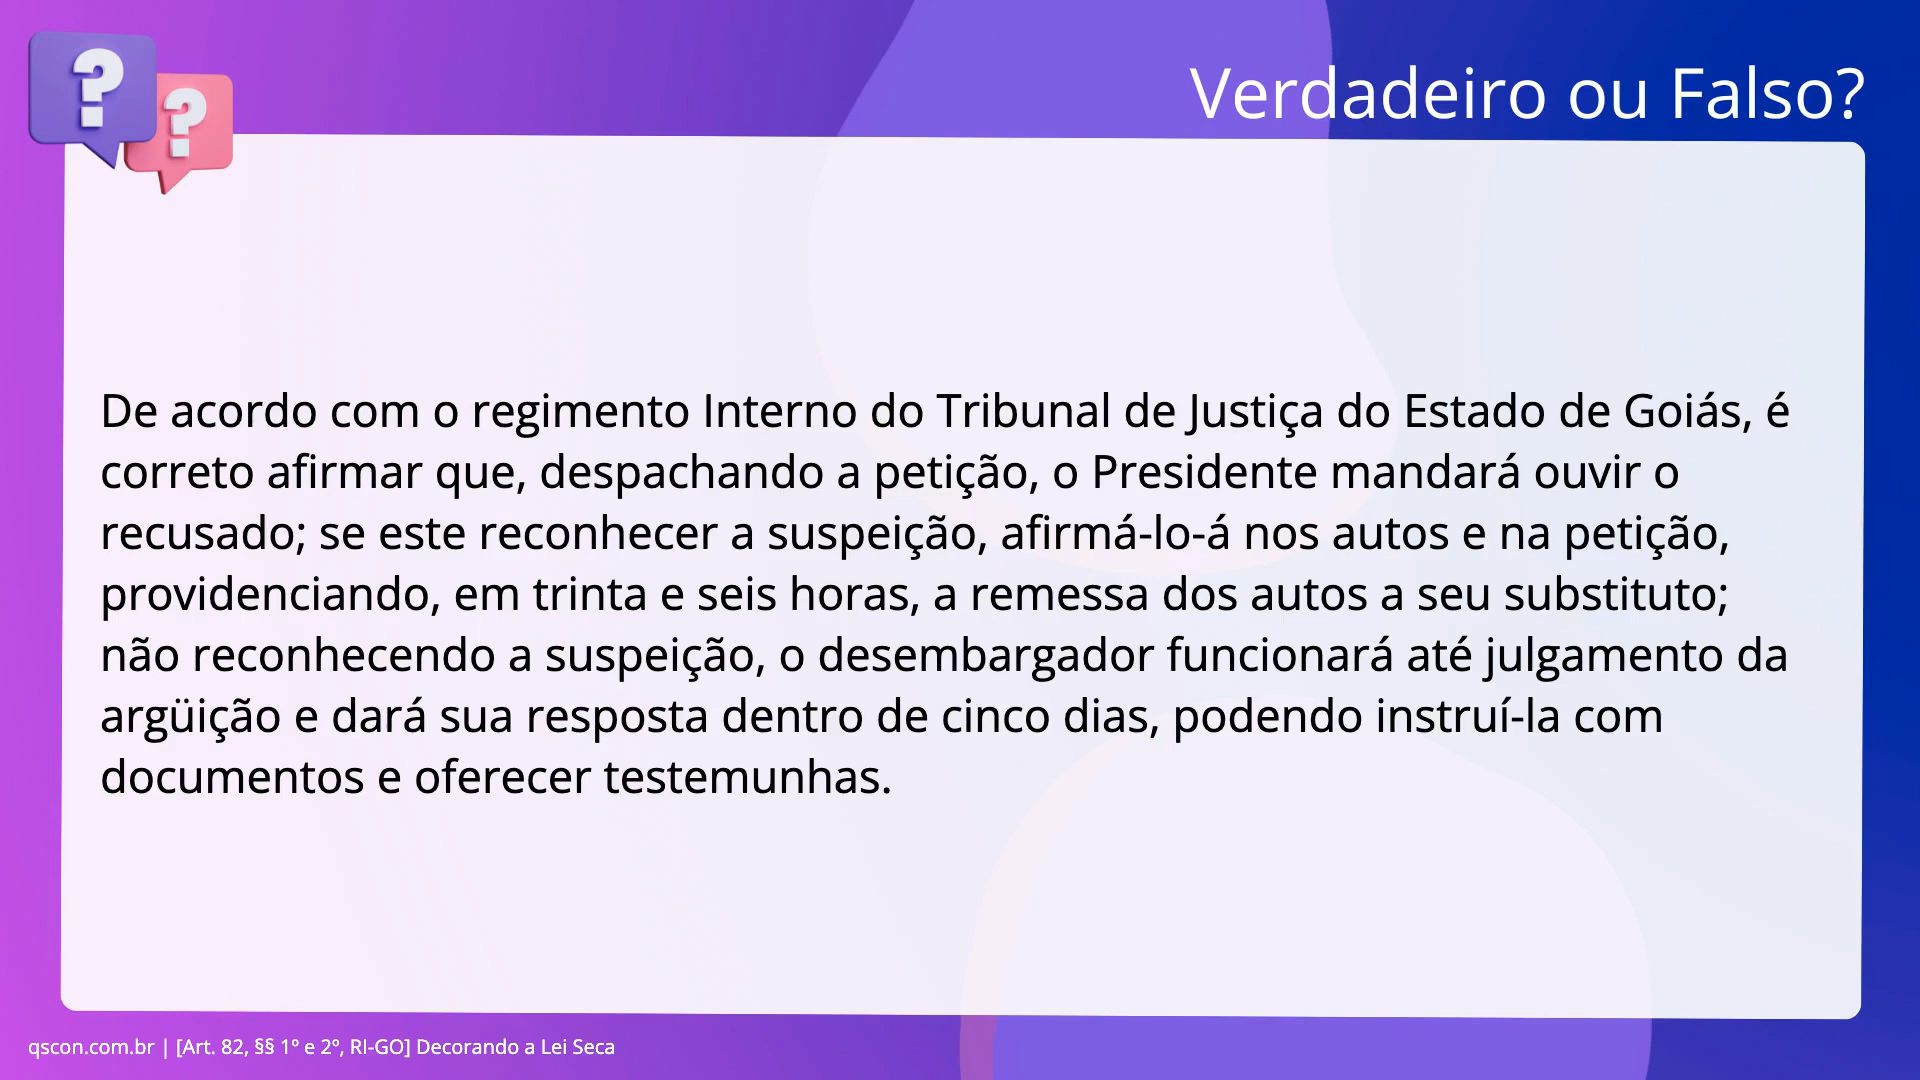 Verdadeiro ou Falso?
De acordo com o regimento Interno do Tribunal de Justiça do Estado de Goiás, é
correto afirmar que, despachando a petição, o Presidente mandará ouvir o
recusado; se este reconhecer a suspeição, afirmá-lo-á nos autos e na petição,
providenciando, em trinta e seis horas, a remessa dos autos a seu substituto;
não reconhecendo a suspeição, o desembargador funcionará até julgamento da
argüição e dará sua resposta dentro de cinco dias, podendo instruí-la com
documentos e oferecer testemunhas.
qscon.com.br | [Art. 82, §§ 1º e 2º, RI-GO] Decorando a Lei Seca